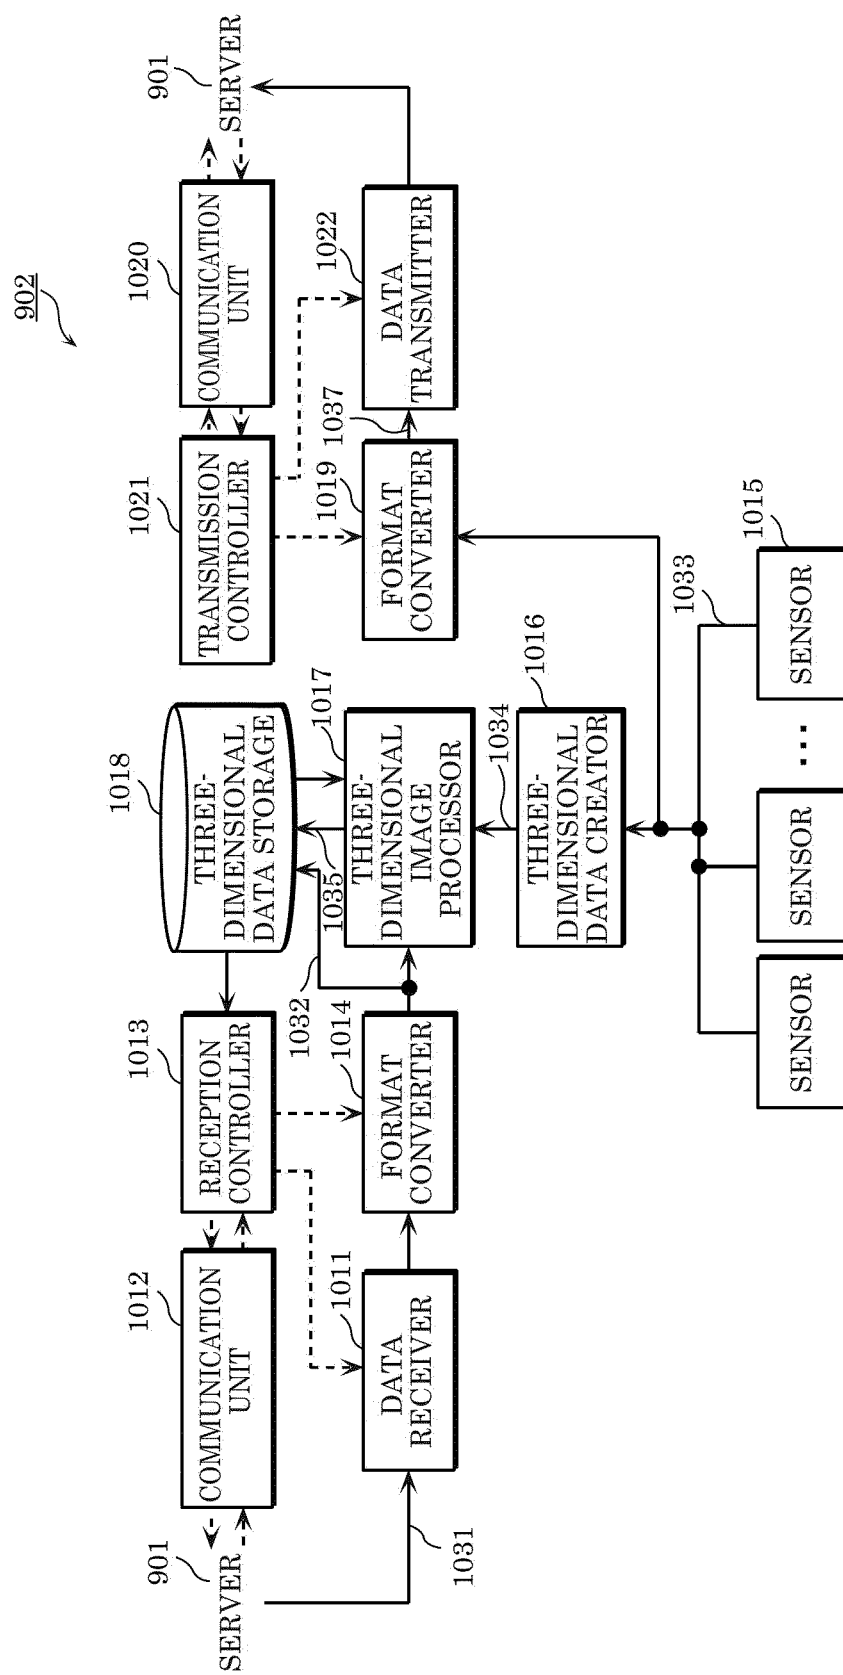 902
901
SERVER
1012
COMMUNICATION
UNIT
1013
RECEPTION
CONTROLLER
1018
THREE-
DIMENSIONAL
DATA STORAGE
1021
TRANSMISSION
CONTROLLER
1020
COMMUNICATION
UNIT
901
SERVER
1031
1011
DATA
RECEIVER
1014
FORMAT
CONVERTER
1032
1035
1017
THREE-
DIMENSIONAL
IMAGE
PROCESSOR
1019
FORMAT
CONVERTER
1037
1022
DATA
TRANSMITTER
1034
1016
THREE-
DIMENSIONAL
DATA CREATOR
1033
1015
SENSOR
SENSOR
...
SENSOR